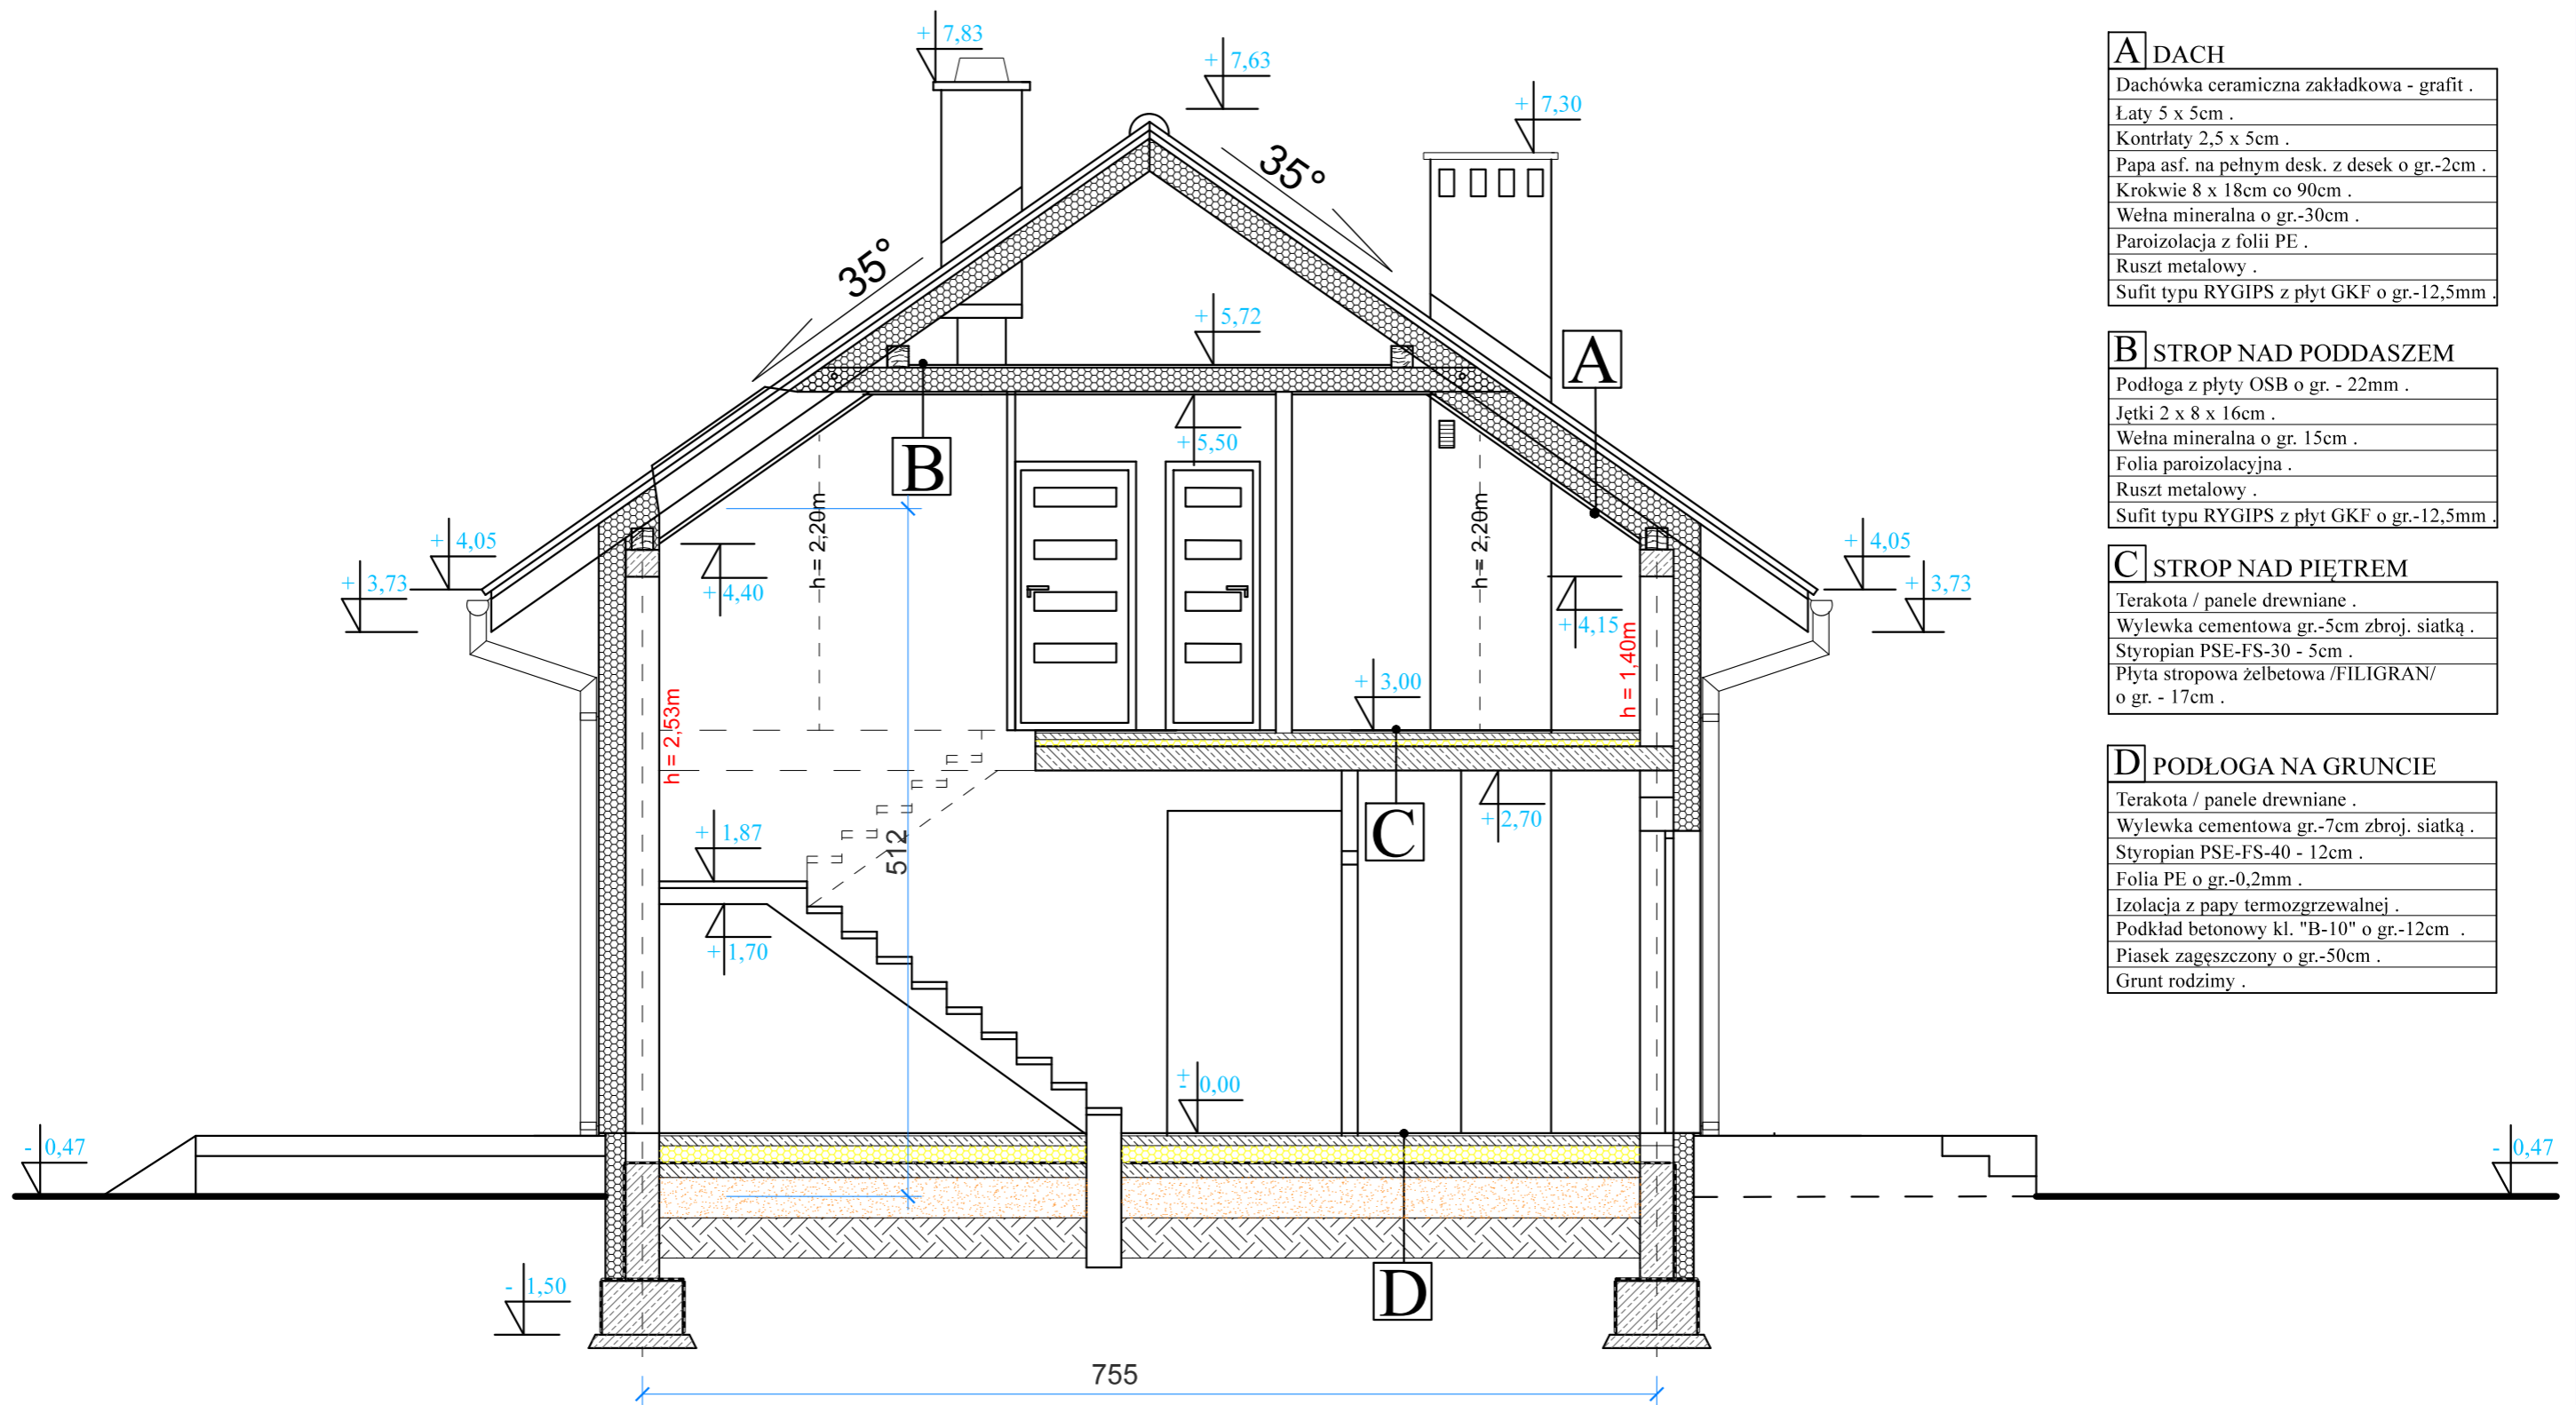 + 7,83
+ 7,63
+ 7,30
35°
35°
+ 5,72
A
+ 5,50
B
h = 2,20m
h = 2,20m
+ 4,05
+ 3,73
+ 4,40
+ 4,15
+ 4,05
+ 3,73
h = 1,40m
+ 3,00
h = 2,53m
+ 1,87
512
C
+ 2,70
+ 1,70
+
- 0,00
- 0,47
- 0,47
- 1,50
D
755
A DACH
Dachówka ceramiczna zakładkowa - grafit .
Łaty 5 x 5cm .
Kontrłaty 2,5 x 5cm .
Papa asf. na pełnym desk. z desek o gr.-2cm .
Krokwie 8 x 18cm co 90cm .
Wełna mineralna o gr.-30cm .
Paroizolacja z folii PE .
Ruszt metalowy .
Sufit typu RYGIPS z płyt GKF o gr.-12,5mm .
B STROP NAD PODDASZEM
Podłoga z płyty OSB o gr. - 22mm .
Jętki 2 x 8 x 16cm .
Wełna mineralna o gr. 15cm .
Folia paroizolacyjna .
Ruszt metalowy .
Sufit typu RYGIPS z płyt GKF o gr.-12,5mm .
C STROP NAD PIĘTREM
Terakota / panele drewniane .
Wylewka cementowa gr.-5cm zbroj. siatką .
Styropian PSE-FS-30 - 5cm .
Płyta stropowa żelbetowa /FILIGRAN/
o gr. - 17cm .
D PODŁOGA NA GRUNCIE
Terakota / panele drewniane .
Wylewka cementowa gr.-7cm zbroj. siatką .
Styropian PSE-FS-40 - 12cm .
Folia PE o gr.-0,2mm .
Izolacja z papy termozgrzewalnej .
Podkład betonowy kl. "B-10" o gr.-12cm .
Piasek zagęszczony o gr.-50cm .
Grunt rodzimy .